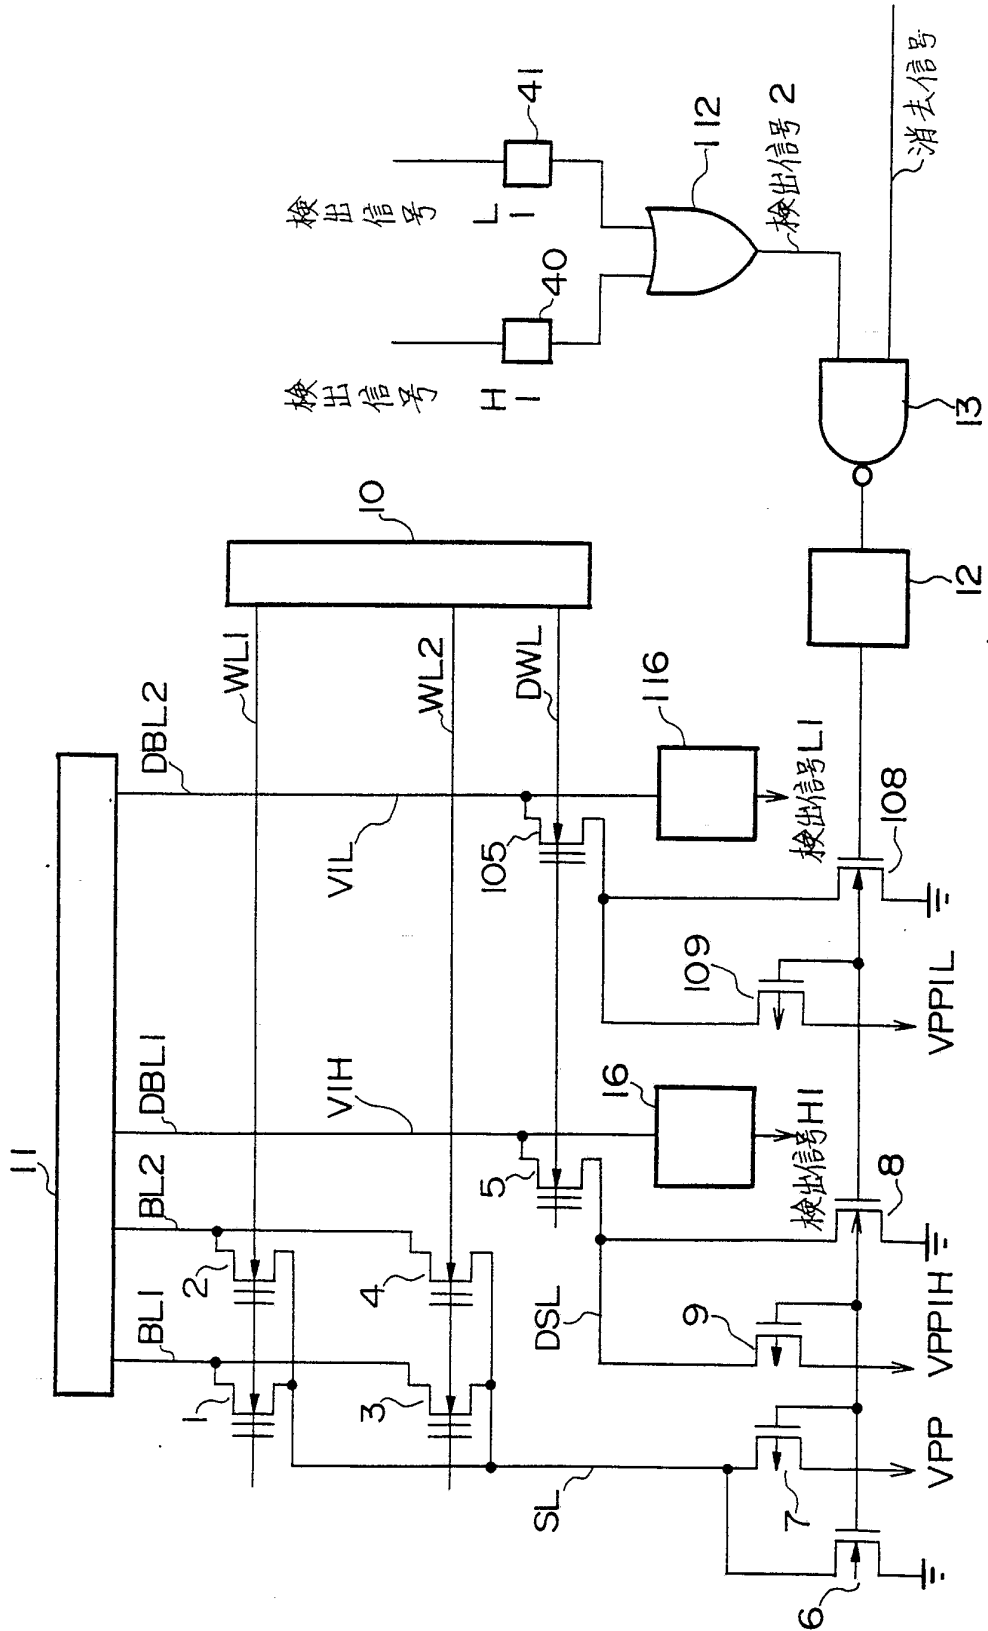 11
BL1
BL2
DBL1
DBL2
1
2
3
4
WL1
WL2
DWL
10
VIH
VIL
5
105
16
116
検出信号H1
検出信号L1
SL
DSL
6
7
8
9
108
109
VPP
VPPIH
VPPIL
12
13
検出信号 H1
検出信号 L1
40
41
112
検出信号2
消去信号